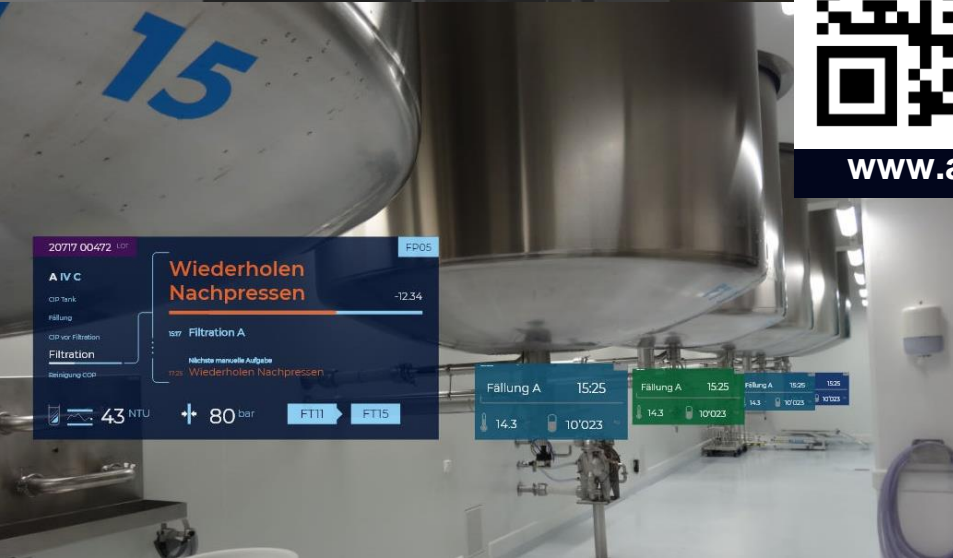 15
www.a
20717 00472 LOT
FP05
A IV C
CIP Tank
Fällung
CIP vor Filtration
Filtration
Reinigung COP
Wiederholen
Nachpressen
-12.34
1517 Filtration A
Nächste manuelle Aufgabe
17:25 Wiederholen Nachpressen
43 NTU
80 bar
FT11
FT15
Fällung A 15:25
14.3 10'023
Fällung A 15:25
14.3 10'023
Fällung A 15:25
14.3 10'023
15:25
10'023